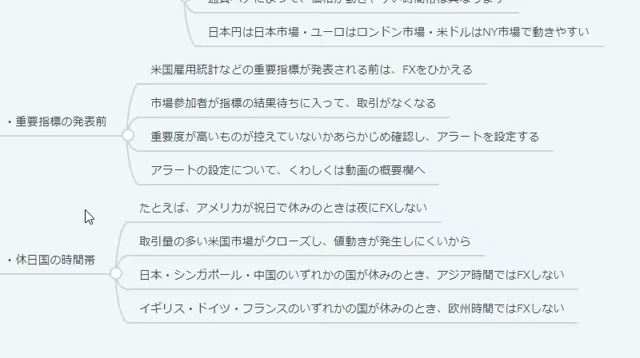 日本円は日本市場・ユーロはロンドン市場・米ドルはNY市場で動きやすい
米国雇用統計などの重要指標が発表される前は、FXをひかえる
市場参加者が指標の結果待ちに入って、取引がなくなる
・重要指標の発表前
重要度が高いものが控えていないかあらかじめ確認し、アラートを設定する
アラートの設定について、くわしくは動画の概要欄へ
たとえば、アメリカが祝日で休みのときは夜にFXしない
取引量の多い米国市場がクローズし、値動きが発生しにくいから
・休日国の時間帯
日本・シンガポール・中国のいずれかの国が休みのとき、アジア時間ではFXしない
イギリス・ドイツ・フランスのいずれかの国が休みのとき、欧州時間ではFXしない